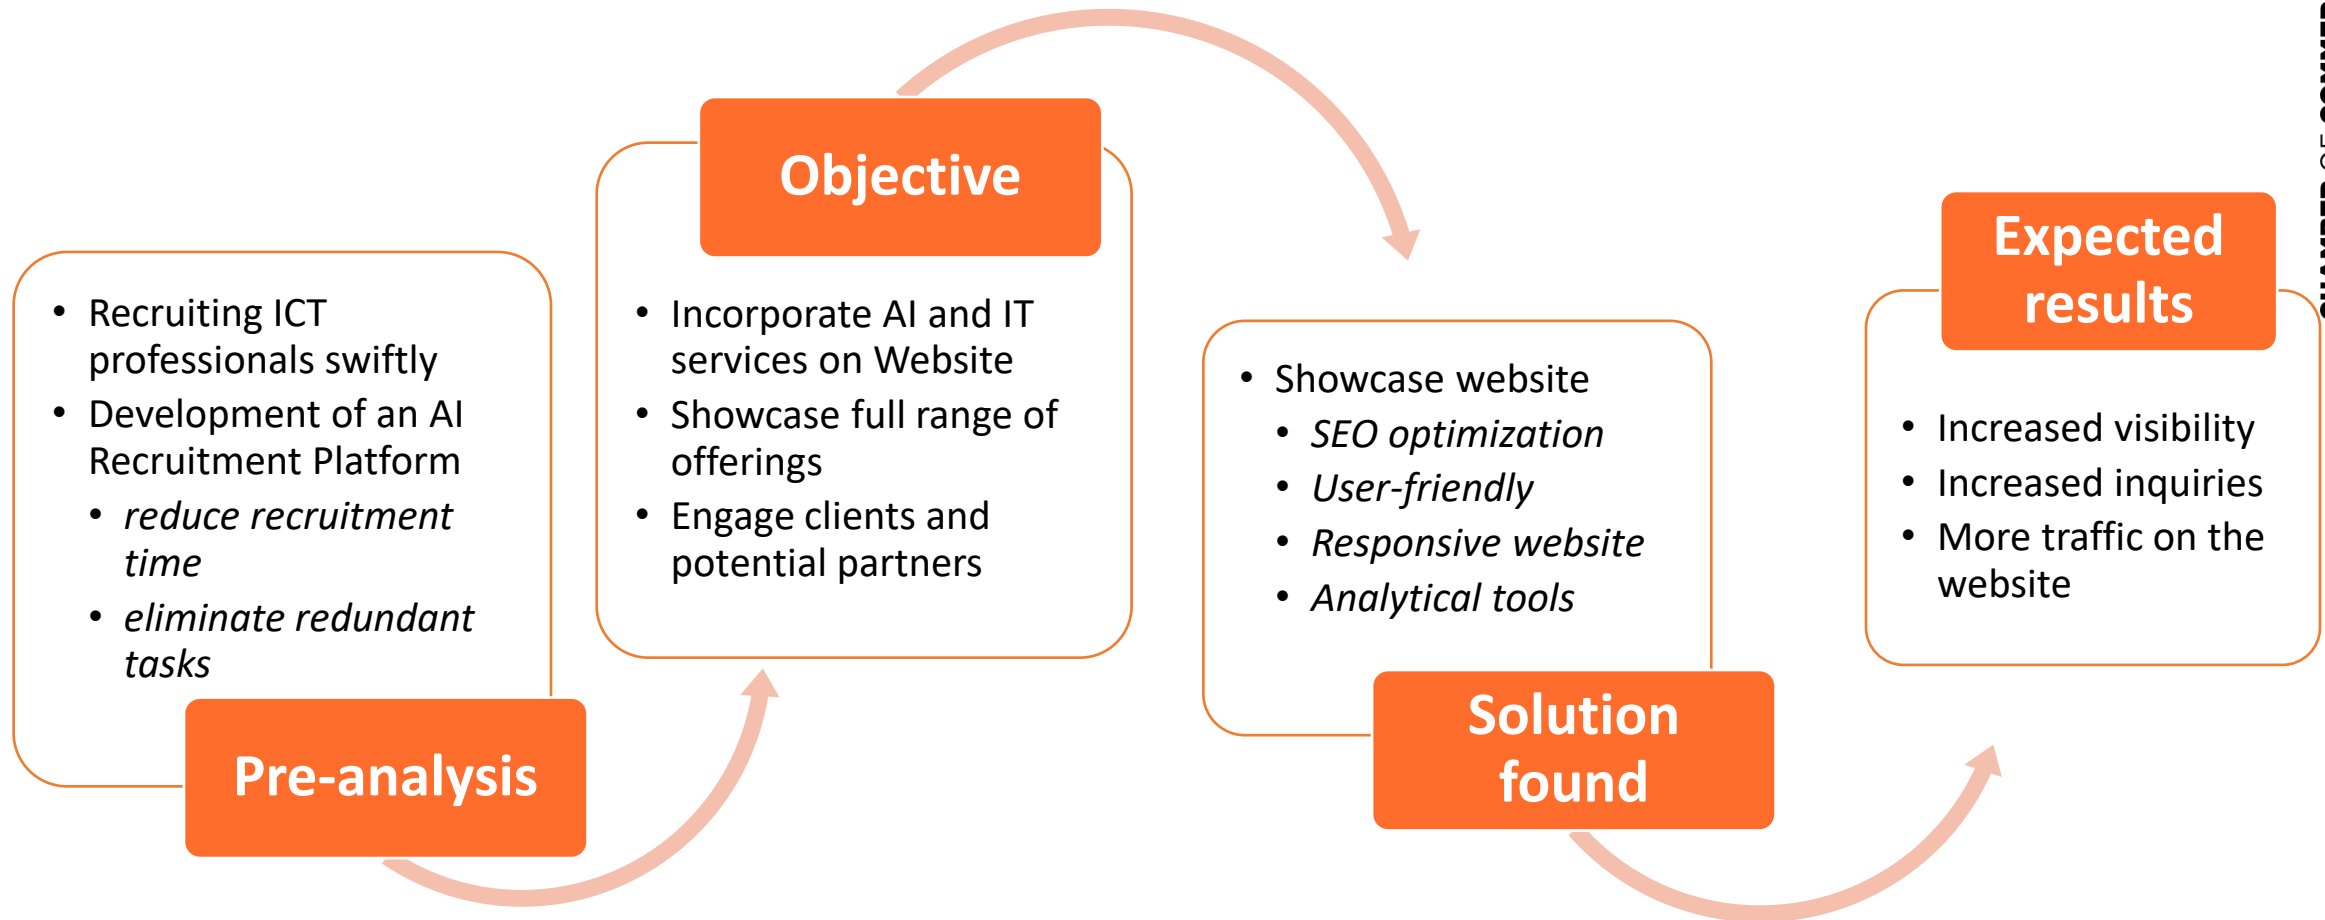 • Recruiting ICT
professionals swiftly
• Development of an AI
Recruitment Platform
• reduce recruitment
time
• eliminate redundant
tasks
Pre-analysis
Objective
• Incorporate AI and IT
services on Website
• Showcase full range of
offerings
• Engage clients and
potential partners
• Showcase website
• SEO optimization
• User-friendly
• Responsive website
• Analytical tools
Solution
found
Expected
results
• Increased visibility
• Increased inquiries
• More traffic on the
website